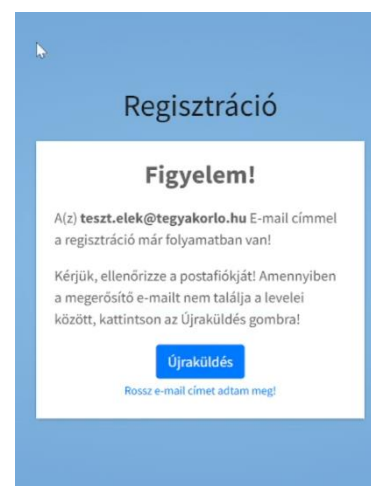 Regisztráció
Figyelem!
A(z) teszt.elek@tegyakorlo.hu E-mail címmel
a regisztráció már folyamatban van!
Kérjük, ellenőrizze a postafiókját! Amennyiben
a megerősítő e-mailt nem találja a levelei
között, kattintson az Újraküldés gombra!
Újraküldés
Rossz e-mail címet adtam meg!